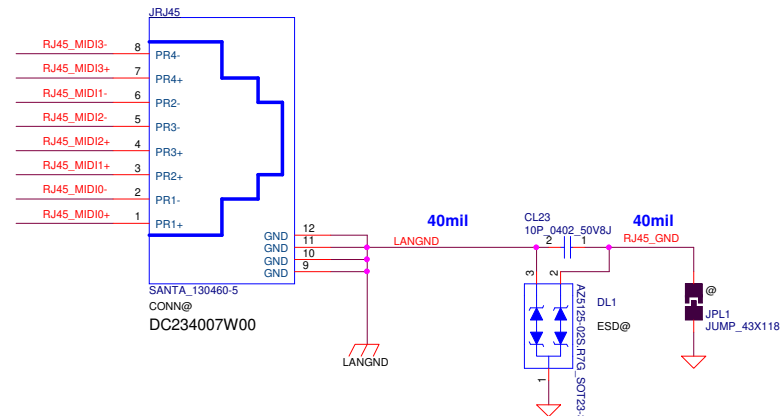 JRJ45
RJ45_MIDI3- 8 PR4-
RJ45_MIDI3+ 7 PR4+
RJ45_MIDI1- 6 PR2-
RJ45_MIDI2- 5 PR3-
RJ45_MIDI2+ 4 PR3+
RJ45_MIDI1+ 3 PR2+
RJ45_MIDI0- 2 PR1-
RJ45_MIDI0+ 1 PR1+
GND 12
GND 11
GND 10
GND 9
SANTA_130460-5
CONN@
DC234007W00
LANGND
LANGND
40mil
CL23
10P_0402_50V8J
2 1
40mil
RJ45_GND
3 2
1
AZ5125-02S.R7G_SOT23-
DL1
ESD@
@
JPL1
JUMP_43X118